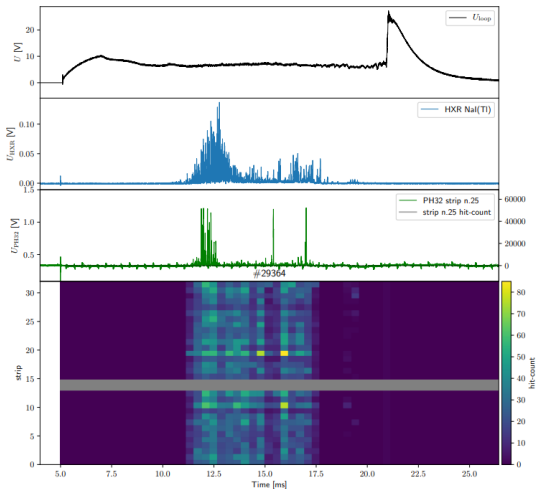 U_loop
20
10
0
U [V]
HXR NaI(Tl)
0.10
0.05
0.00
U_HXR [V]
1.5
1.0
0.5
U_PH32 [V]
PH32 strip n.25
strip n.25 hit-count
60000
40000
20000
0
#29364
30
25
20
15
10
5
0
strip
80
70
60
50
40
30
20
10
0
hit-count
5.0 7.5 10.0 12.5 15.0 17.5 20.0 22.5 25.0
Time [ms]